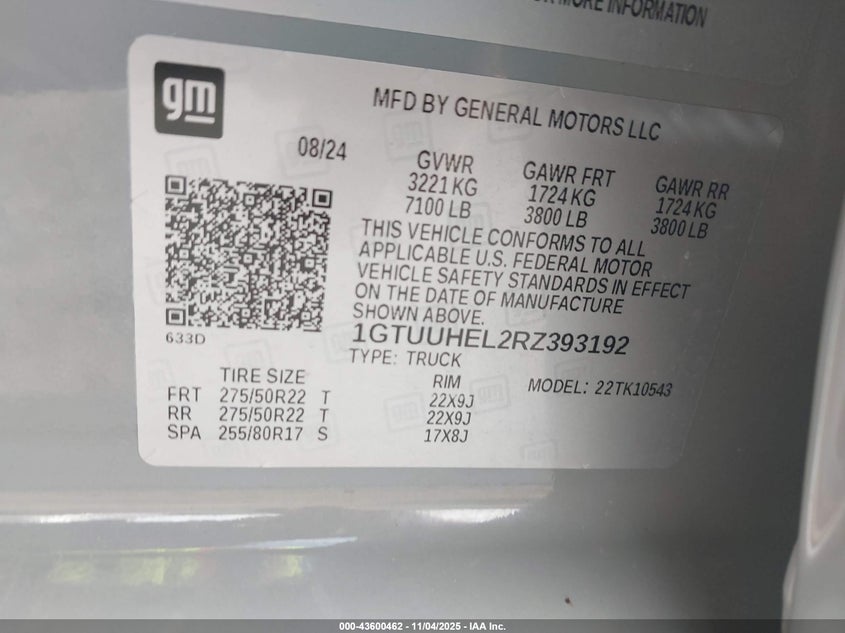 FOR MORE INFORMATION
gm
MFD BY GENERAL MOTORS LLC
08/24
GVWR GAWR FRT GAWR RR
3221 KG 1724 KG 1724 KG
7100 LB 3800 LB 3800 LB
THIS VEHICLE CONFORMS TO ALL
APPLICABLE U.S. FEDERAL MOTOR
VEHICLE SAFETY STANDARDS IN EFFECT
ON THE DATE OF MANUFACTURE
SHOWN ABOVE.
633D
1GTUUHEL2RZ393192
TYPE: TRUCK
TIRE SIZE RIM MODEL: 22TK10543
FRT 275/50R22 T 22X9J
RR 275/50R22 T 22X9J
SPA 255/80R17 S 17X8J
000-43600462 - 11/04/2025 - IAA Inc.